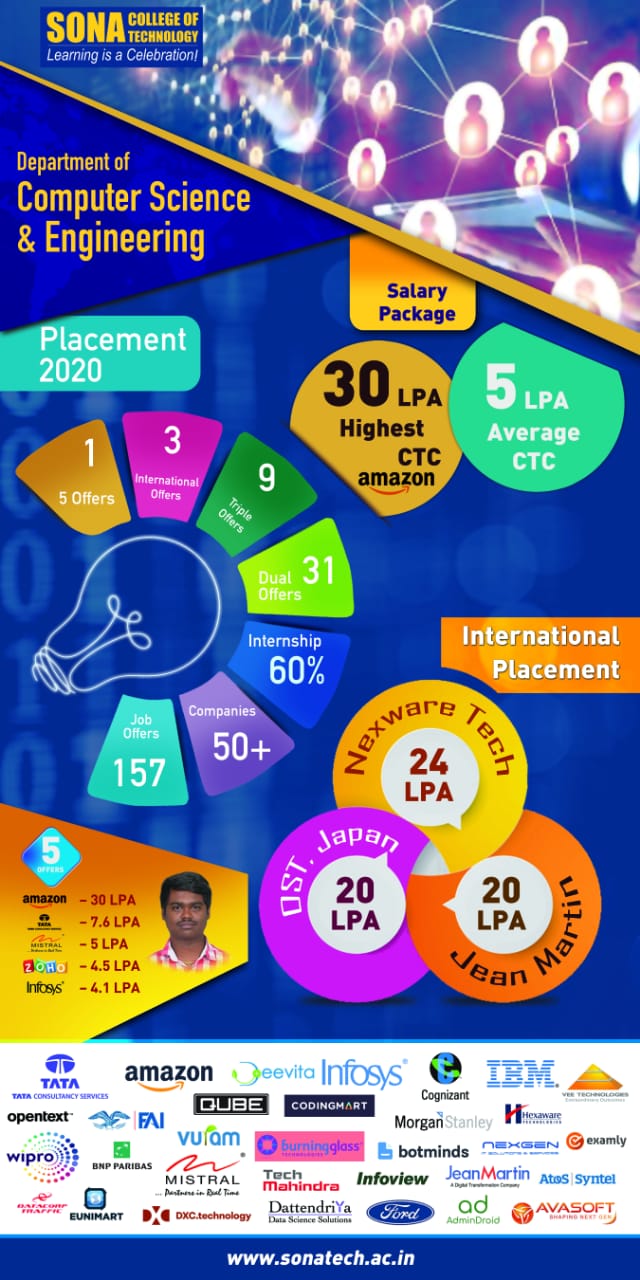 SONA COLLEGE OF TECHNOLOGY
Learning is a Celebration!
Department of
Computer Science
& Engineering
Salary
Package
Placement
2020
30 LPA
Highest
CTC
amazon
5 LPA
Average
CTC
1
5 Offers
3
International
Offers
9
Triple
Offers
Dual 31
Offers
Internship
60%
Companies
50+
Job
Offers
157
International
Placement
Nexware Tech
24
LPA
DST, Japan
20
LPA
Jean Martin
20
LPA
5
OFFERS
amazon – 30 LPA
TATA – 7.6 LPA
MISTRAL – 5 LPA
ZOHO – 4.5 LPA
Infosys – 4.1 LPA
TATA
TATA CONSULTANCY SERVICES
amazon
eevita
Infosys
Cognizant
IBM
VEE TECHNOLOGIES
opentext
FAI
QUBE
CODINGMART
Morgan Stanley
Hexaware
TECHNOLOGIES
wipro
BNP PARIBAS
vuram
burningglass
TECHNOLOGIES
botminds
NEXGEN
IT SOLUTIONS & SERVICES
examly
MISTRAL
... Partners in Real Time
Tech
Mahindra
Infoview
JeanMartin
A Digital Transformation Company
Atos | Syntel
DATACORP
TRAFFIC
EUNIMART
DXC.technology
DattendriYa
Data Science Solutions
Ford
ad
AdminDroid
AVASOFT
SHAPING NEXT GEN
www.sonatech.ac.in